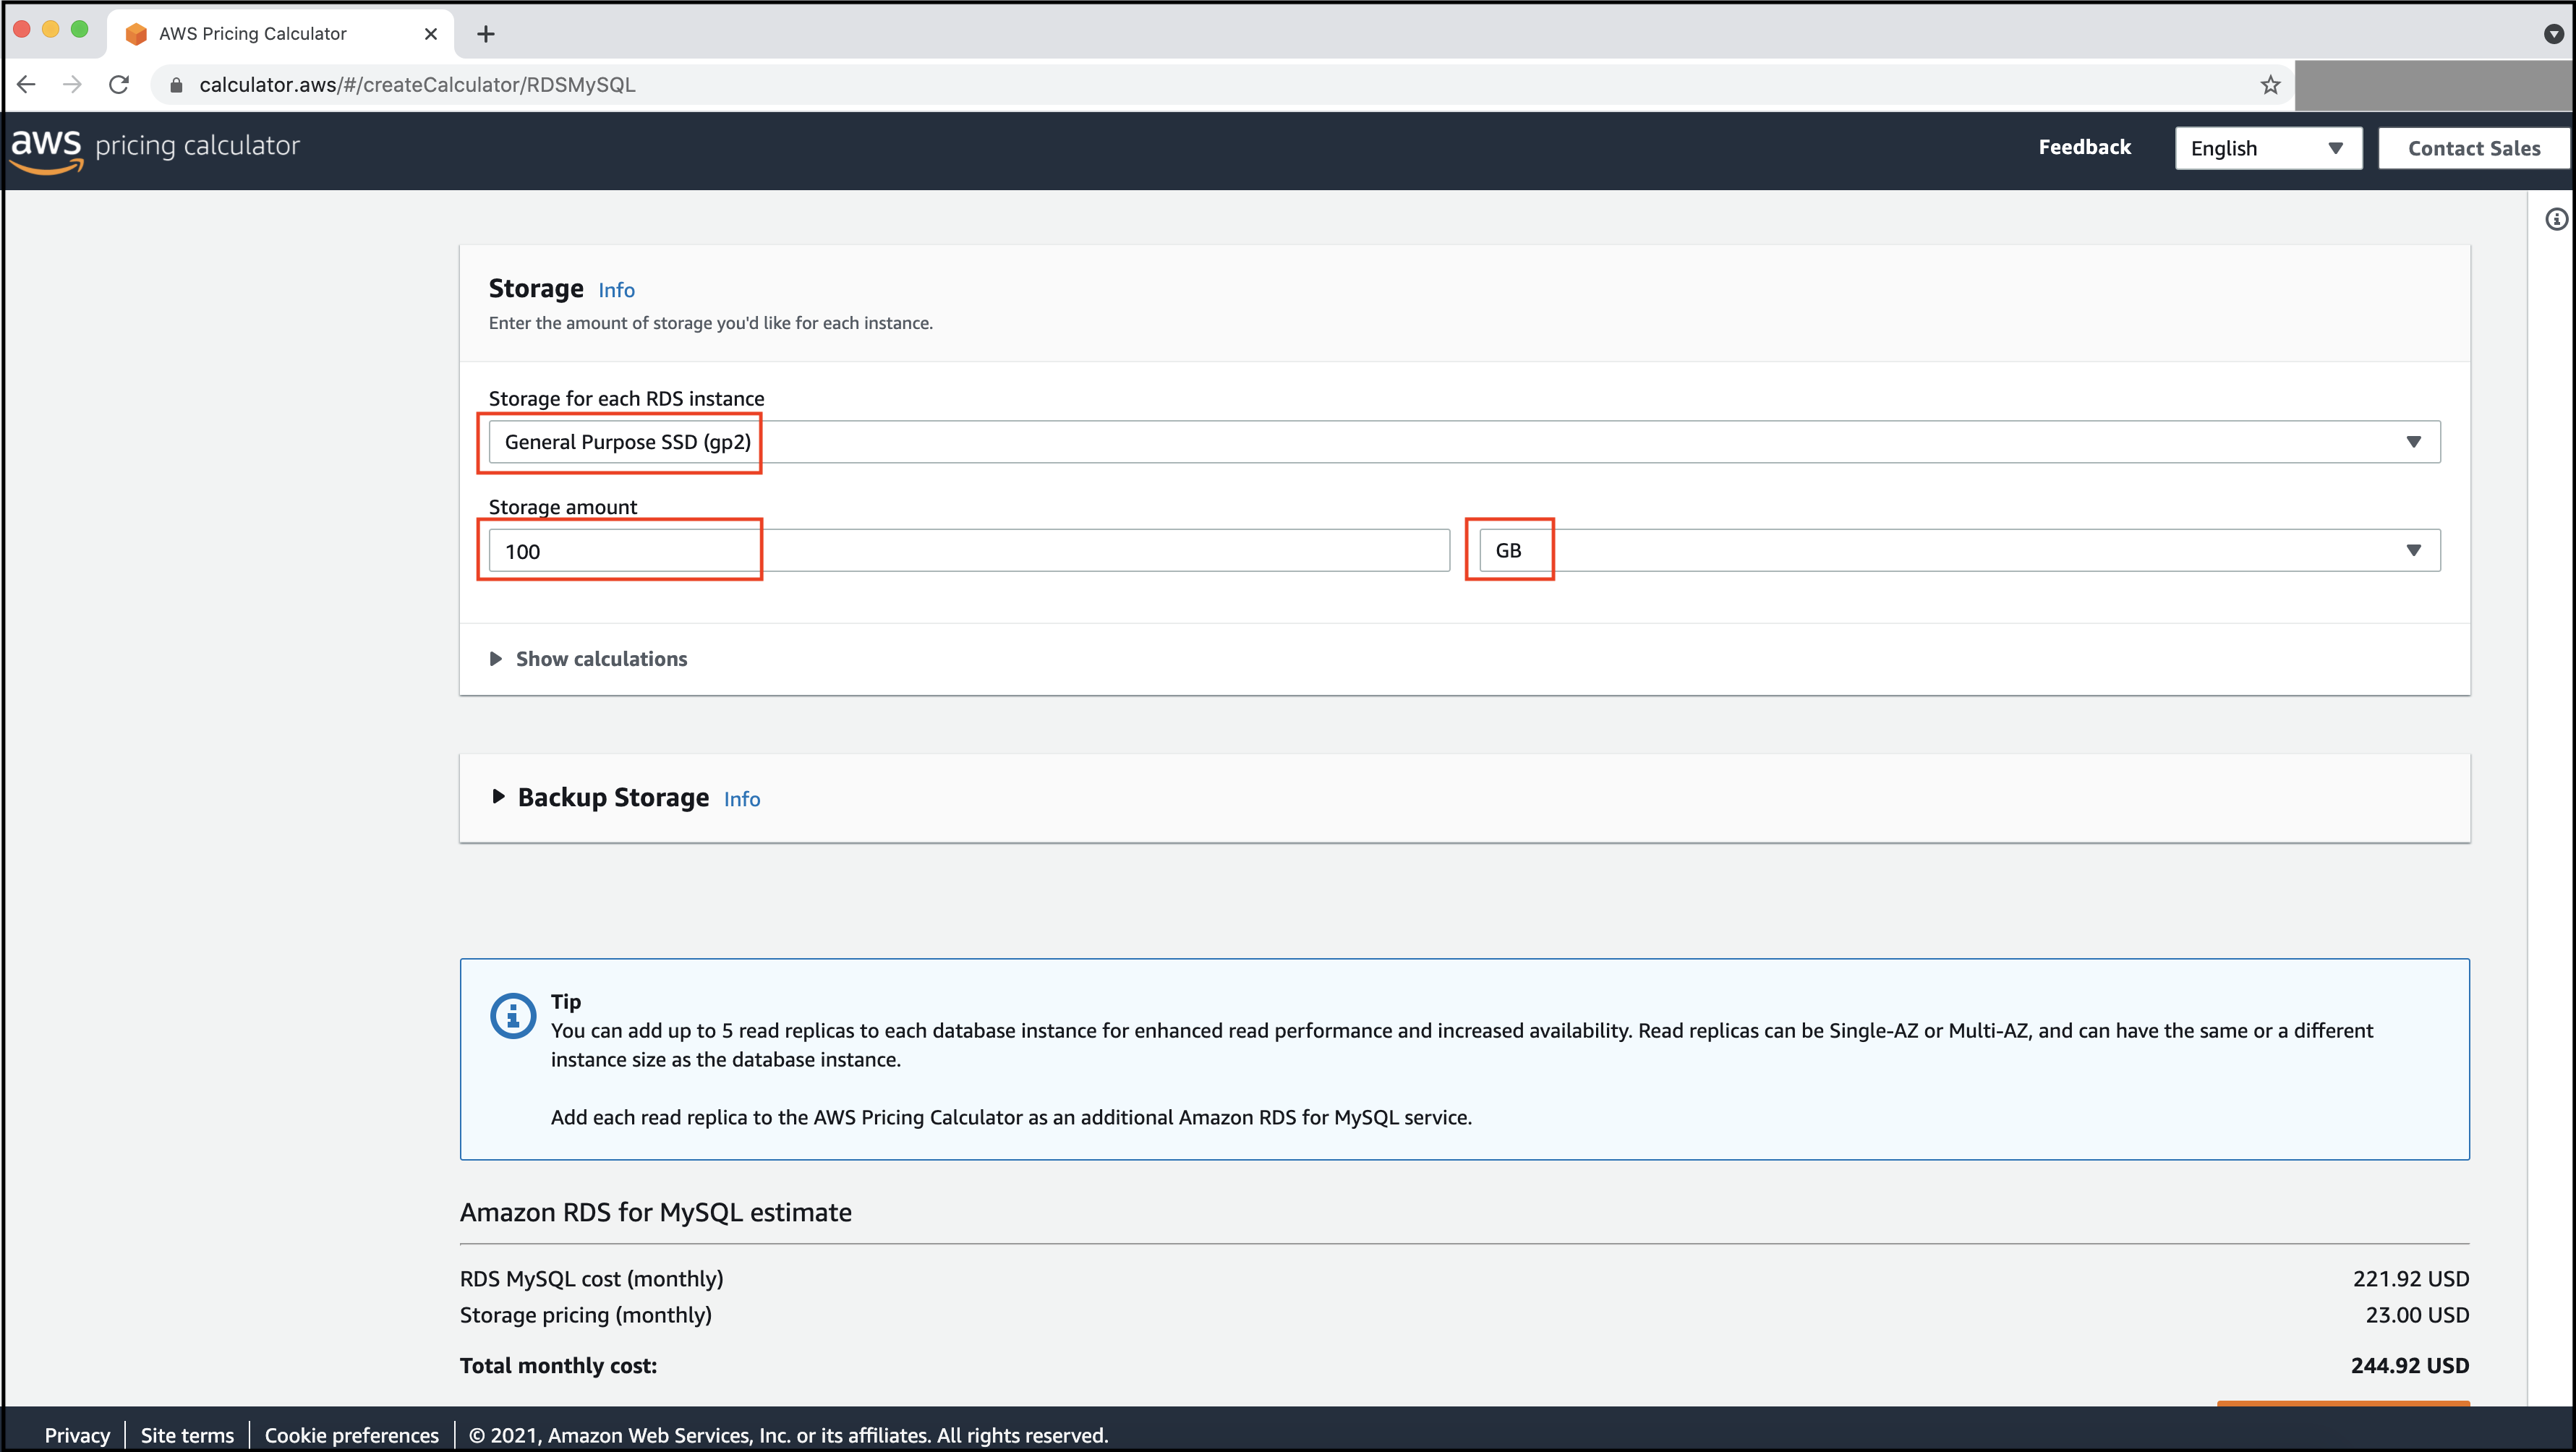 AWS Pricing Calculator
calculator.aws/#/createCalculator/RDSMySQL
aws pricing calculator
Feedback
English
Contact Sales
Storage Info
Enter the amount of storage you'd like for each instance.
Storage for each RDS instance
General Purpose SSD (gp2)
Storage amount
100
GB
Show calculations
Backup Storage Info
Tip
You can add up to 5 read replicas to each database instance for enhanced read performance and increased availability. Read replicas can be Single-AZ or Multi-AZ, and can have the same or a different
instance size as the database instance.
Add each read replica to the AWS Pricing Calculator as an additional Amazon RDS for MySQL service.
Amazon RDS for MySQL estimate
RDS MySQL cost (monthly) 221.92 USD
Storage pricing (monthly) 23.00 USD
Total monthly cost: 244.92 USD
Privacy | Site terms | Cookie preferences | © 2021, Amazon Web Services, Inc. or its affiliates. All rights reserved.